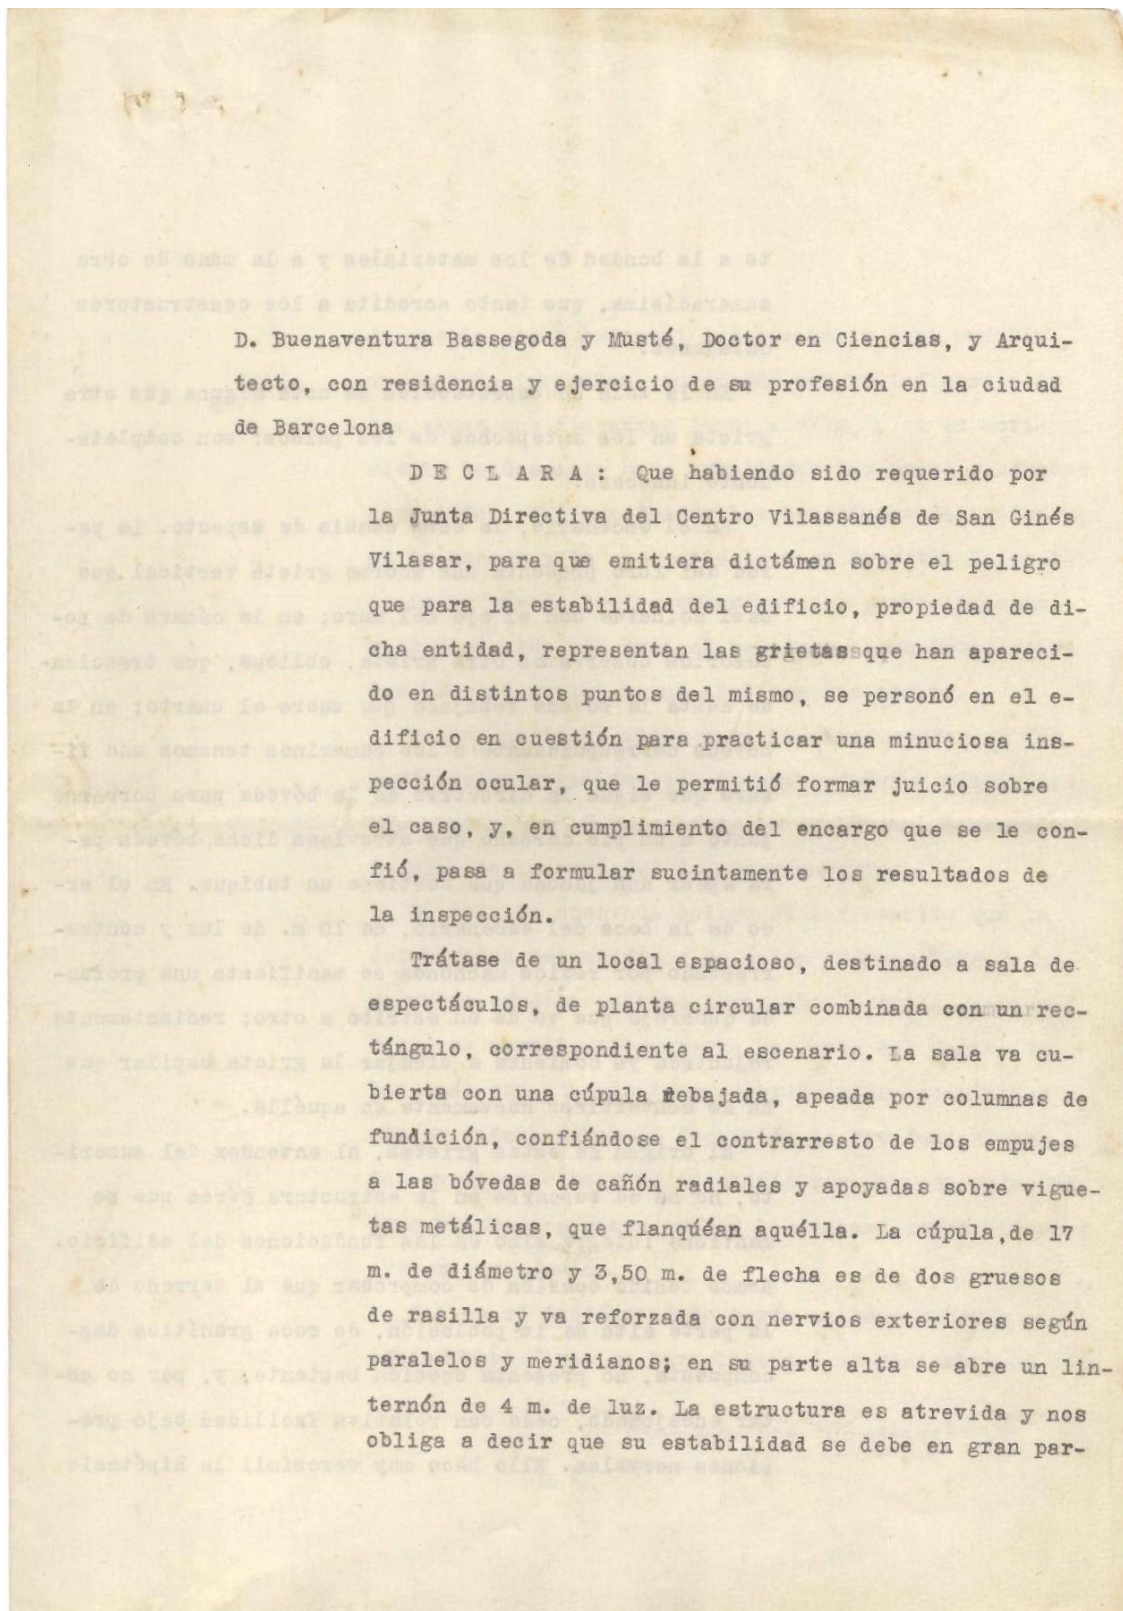 D. Buenaventura Bassegoda y Musté, Doctor en Ciencias, y Arqui-
tecto, con residencia y ejercicio de su profesión en la ciudad
de Barcelona
D E C L A R A : Que habiendo sido requerido por
la Junta Directiva del Centro Vilassanés de San Ginés
Vilasar, para que emitiera dictámen sobre el peligro
que para la estabilidad del edificio, propiedad de di-
cha entidad, representan las grietas que han apareci-
do en distintos puntos del mismo, se personó en el e-
dificio en cuestión para practicar una minuciosa ins-
pección ocular, que le permitió formar juicio sobre
el caso, y, en cumplimiento del encargo que se le con-
fió, pasa a formular sucintamente los resultados de
la inspección.
Trátase de un local espacioso, destinado a sala de
espectáculos, de planta circular combinada con un rec-
tángulo, correspondiente al escenario. La sala va cu-
bierta con una cúpula rebajada, apeada por columnas de
fundición, confiándose el contrarresto de los empujes
a las bóvedas de cañón radiales y apoyadas sobre vigue-
tas metálicas, que flanqúéan aquélla. La cúpula,de 17
m. de diámetro y 3,50 m. de flecha es de dos gruesos
de rasilla y va reforzada con nervios exteriores según
paralelos y meridianos; en su parte alta se abre un lin-
ternón de 4 m. de luz. La estructura es atrevida y nos
obliga a decir que su estabilidad se debe en gran par-